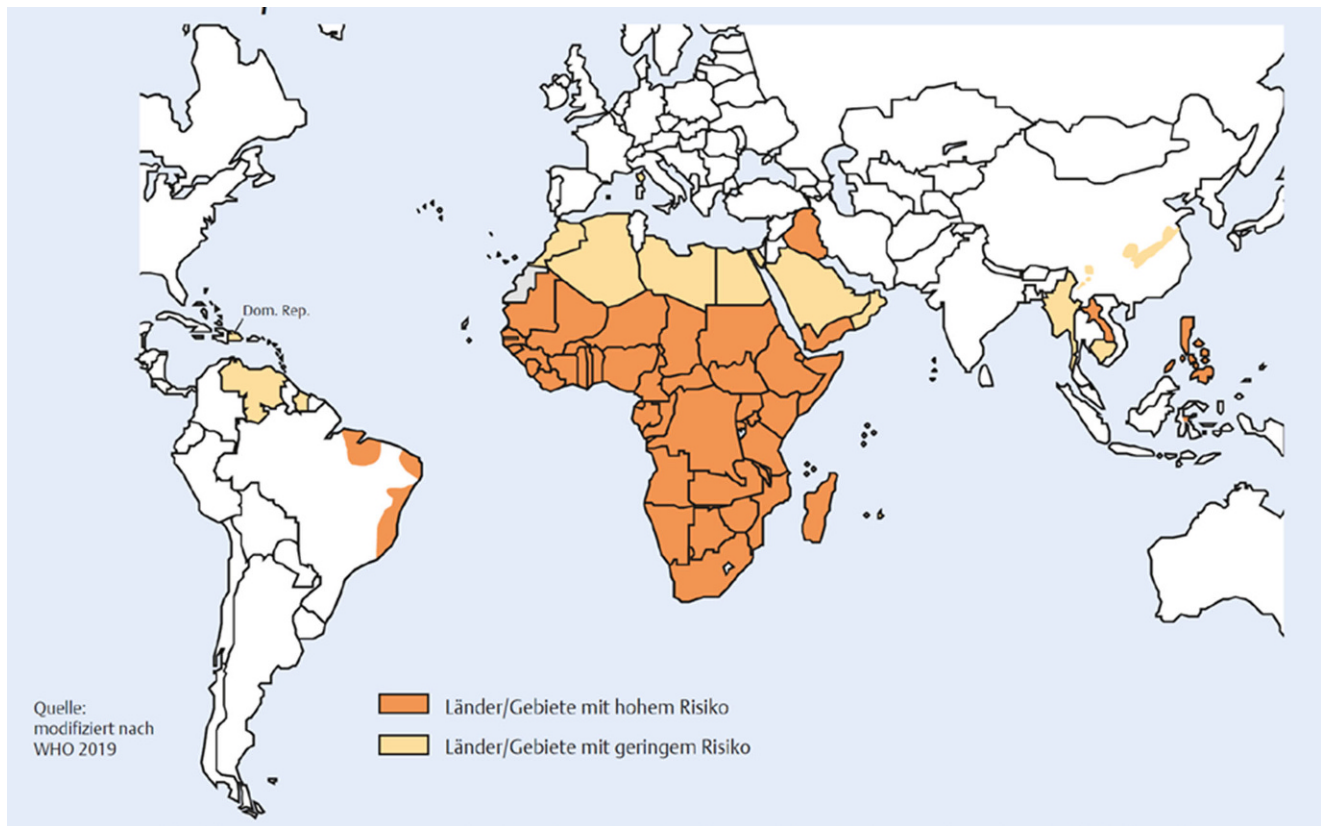 Dom. Rep.
Quelle:
modifiziert nach
WHO 2019
Länder/Gebiete mit hohem Risiko
Länder/Gebiete mit geringem Risiko